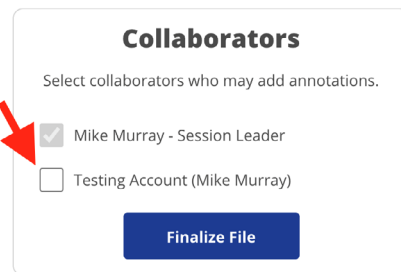 Collaborators
Select collaborators who may add annotations.
Mike Murray - Session Leader
Testing Account (Mike Murray)
Finalize File